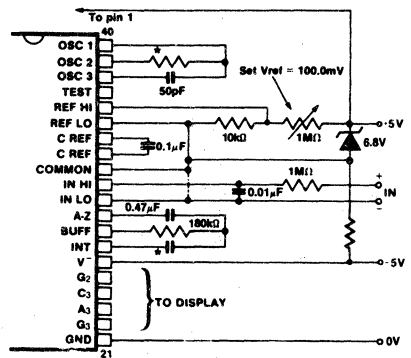 To pin 1
40
OSC 1
OSC 2
*
OSC 3
50pF
Set Vref = 100.0mV
TEST
REF HI
REF LO
10kΩ
1MΩ
·5V
6.8V
C REF
0.1µF
C REF
COMMON
1MΩ
+
IN HI
0.01µF
IN
IN LO
–
0.47µF
A-Z
BUFF
180kΩ
INT
*
V⁻
-5V
G2
C3
TO DISPLAY
A3
G3
GND
0V
21